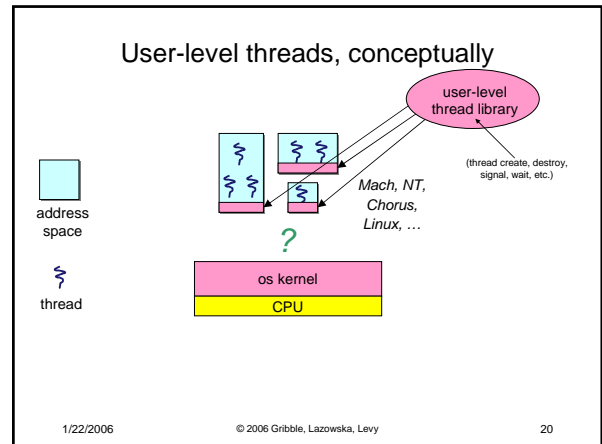 User-level threads, conceptually
user-level
thread library
(thread create, destroy,
signal, wait, etc.)
address
space
Mach, NT,
Chorus,
Linux, …
?
thread
os kernel
CPU
1/22/2006
© 2006 Gribble, Lazowska, Levy
20